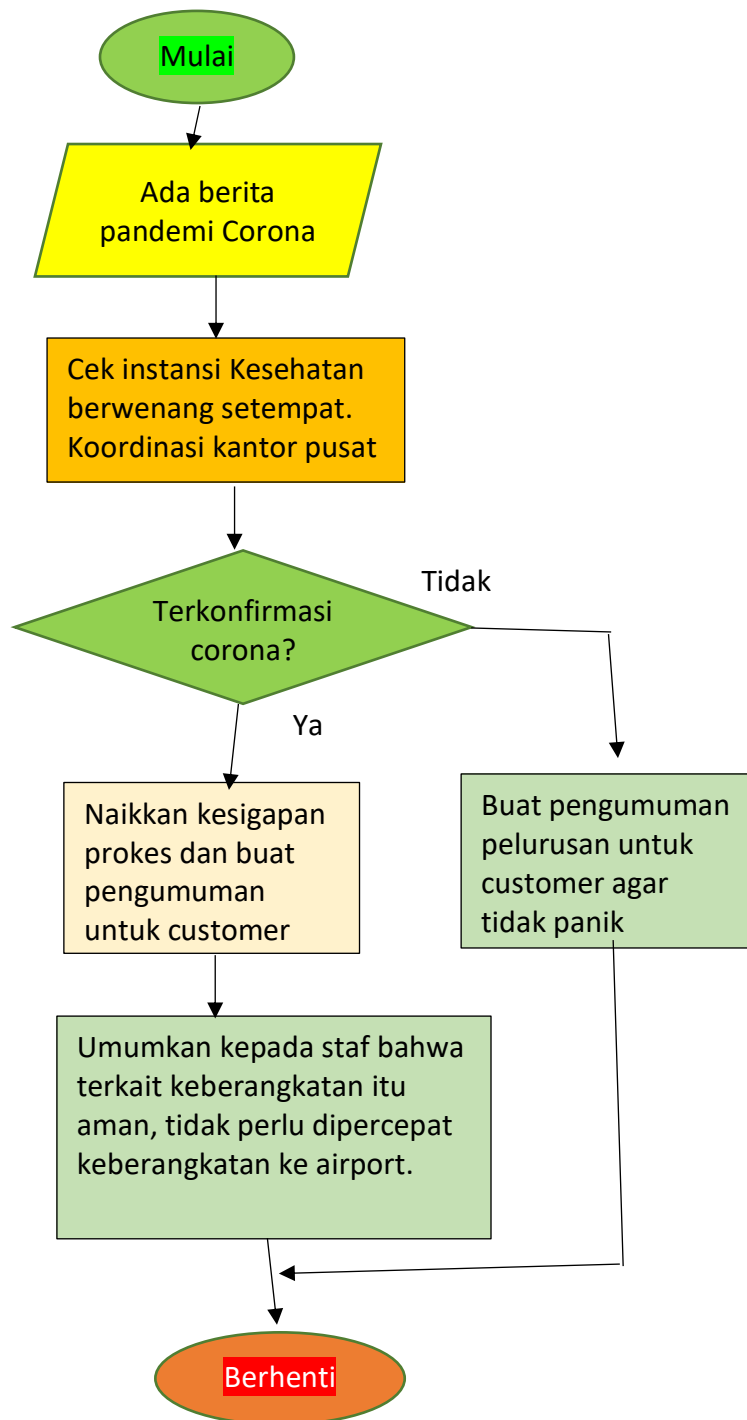 Mulai
Ada berita
pandemi Corona
Cek instansi Kesehatan
berwenang setempat.
Koordinasi kantor pusat
Tidak
Terkonfirmasi
corona?
Ya
Naikkan kesigapan
prokes dan buat
pengumuman
untuk customer
Buat pengumuman
pelurusan untuk
customer agar
tidak panik
Umumkan kepada staf bahwa
terkait keberangkatan itu
aman, tidak perlu dipercepat
keberangkatan ke airport.
Berhenti